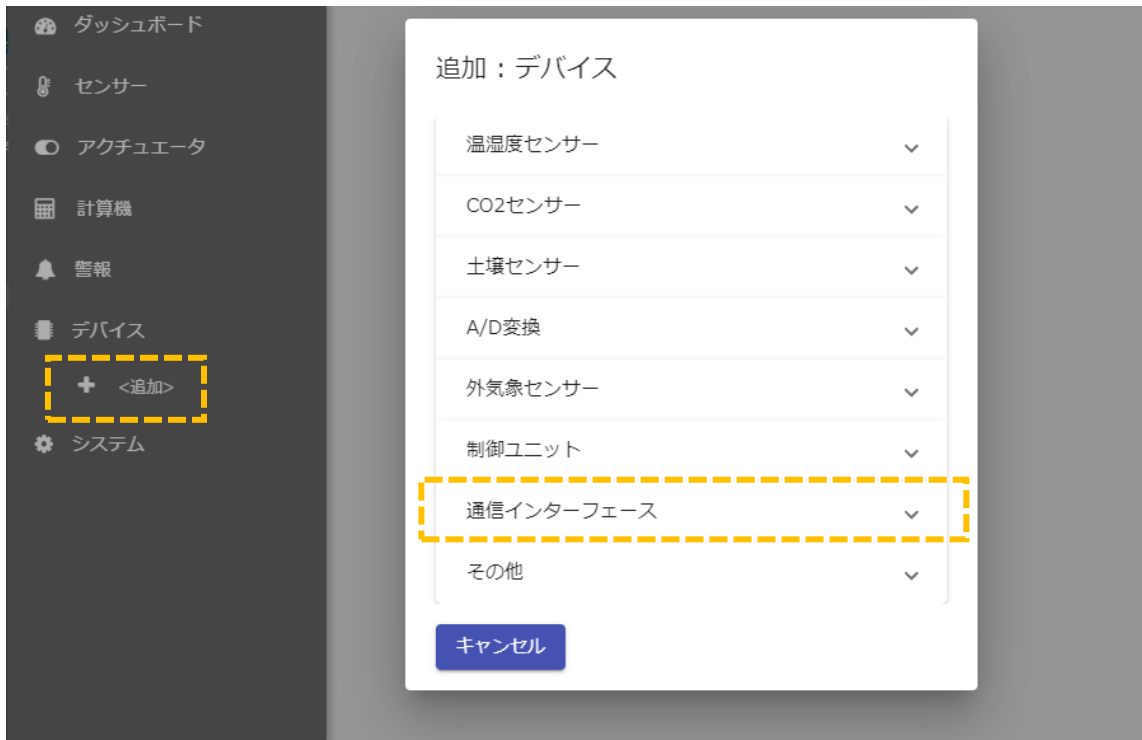 ダッシュボード
センサー
アクチュエータ
計算機
警報
デバイス
<追加>
システム
追加：デバイス
温湿度センサー
CO2センサー
土壌センサー
A/D変換
外気象センサー
制御ユニット
通信インターフェース
その他
キャンセル